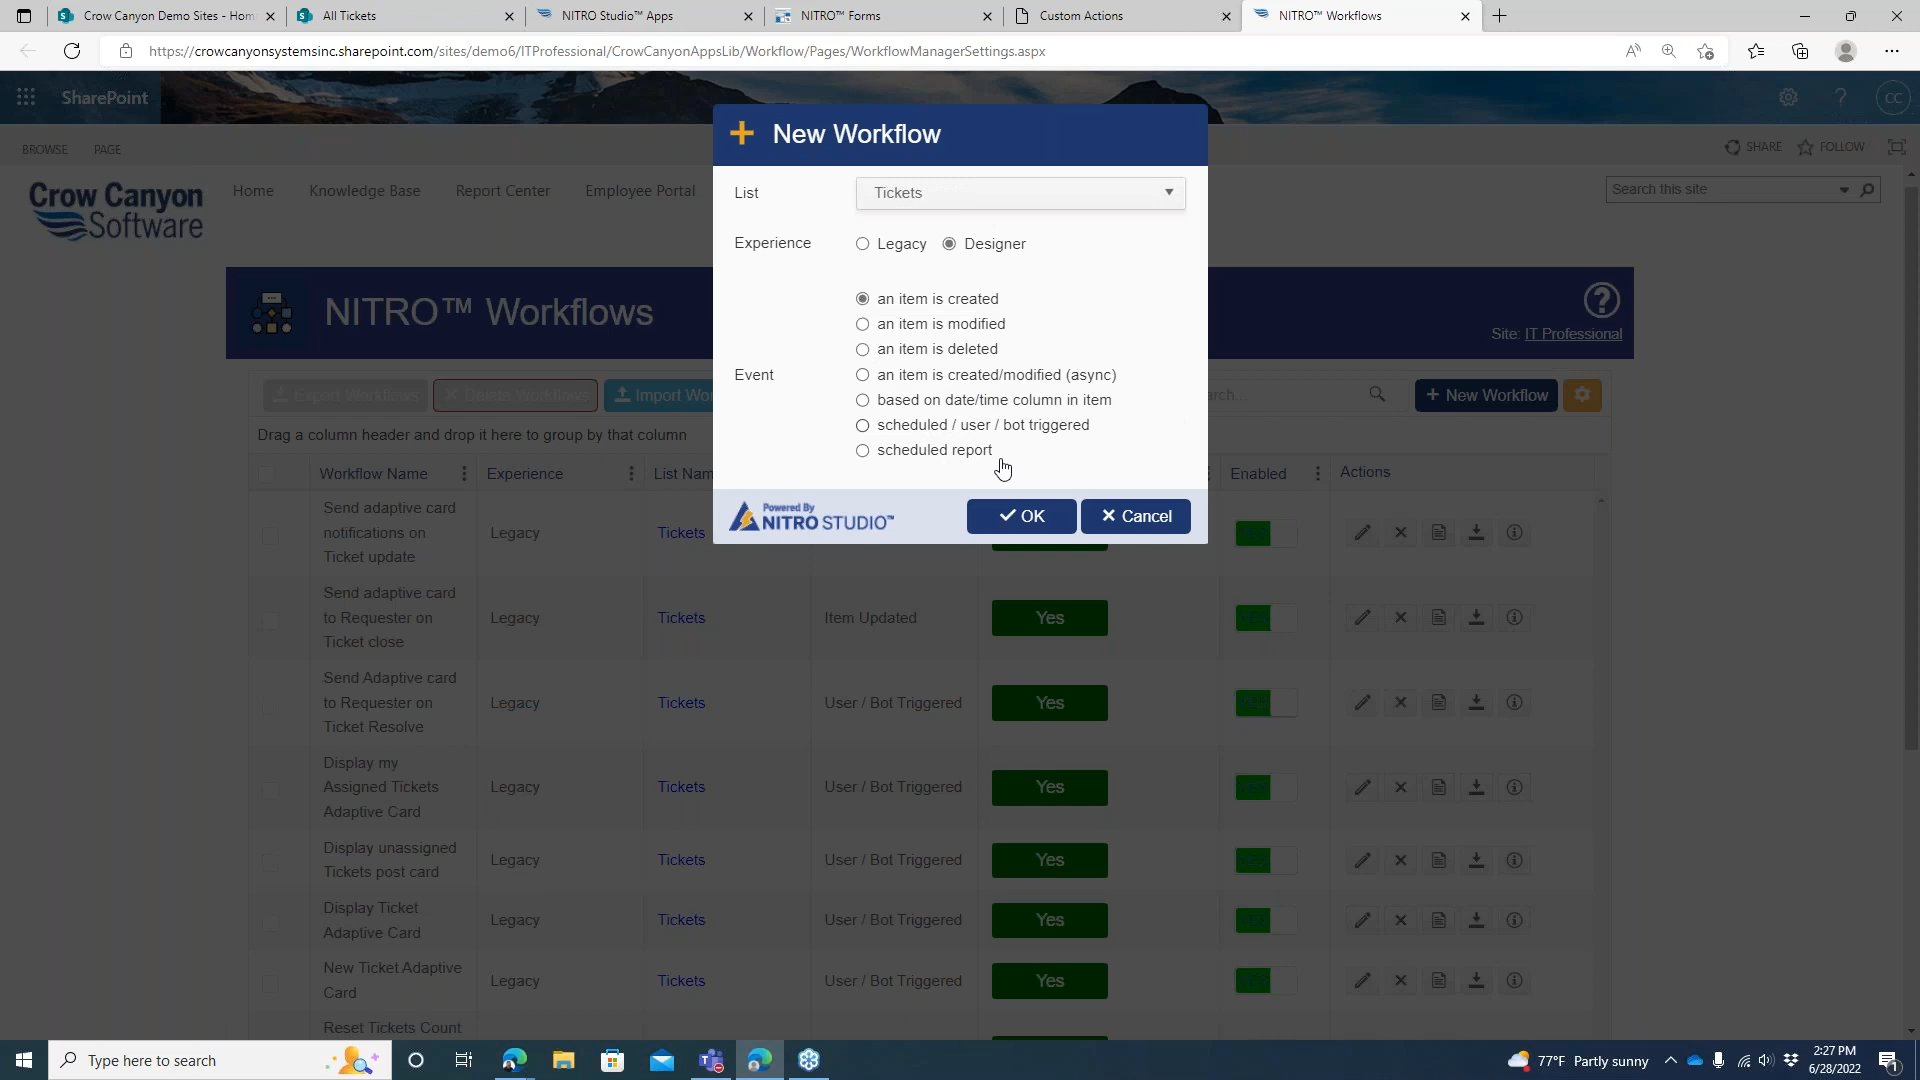 Crow Canyon Demo Sites - Hom
All Tickets
NITRO Studio™ Apps
NITRO™ Forms
Custom Actions
NITRO™ Workflows
https://crowcanyonsystemsinc.sharepoint.com/sites/demo6/ITProfessional/CrowCanyonAppsLib/Workflow/Pages/WorkflowManagerSettings.aspx
SharePoint
CC
BROWSE PAGE
SHARE FOLLOW
Crow Canyon
Software
Home Knowledge Base Report Center Employee Portal
Search this site
New Workflow
List Tickets
Experience Legacy Designer
Event
an item is created
an item is modified
an item is deleted
an item is created/modified (async)
based on date/time column in item
scheduled / user / bot triggered
scheduled report
Powered By
NITRO STUDIO™
OK Cancel
NITRO™ Workflows
Site: IT Professional
Export Workflows Delete Workflows Import Wor
rch...
New Workflow
Drag a column header and drop it here to group by that column
Workflow Name Experience List Nam Enabled Actions
Send adaptive card
notifications on
Ticket update
Legacy Tickets
Send adaptive card
to Requester on
Ticket close
Legacy Tickets Item Updated Yes
Send Adaptive card
to Requester on
Ticket Resolve
Legacy Tickets User / Bot Triggered Yes
Display my
Assigned Tickets
Adaptive Card
Legacy Tickets User / Bot Triggered Yes
Display unassigned
Tickets post card
Legacy Tickets User / Bot Triggered Yes
Display Ticket
Adaptive Card
Legacy Tickets User / Bot Triggered Yes
New Ticket Adaptive
Card
Legacy Tickets User / Bot Triggered Yes
Reset Tickets Count
Type here to search
77°F Partly sunny
2:27 PM
6/28/2022
1